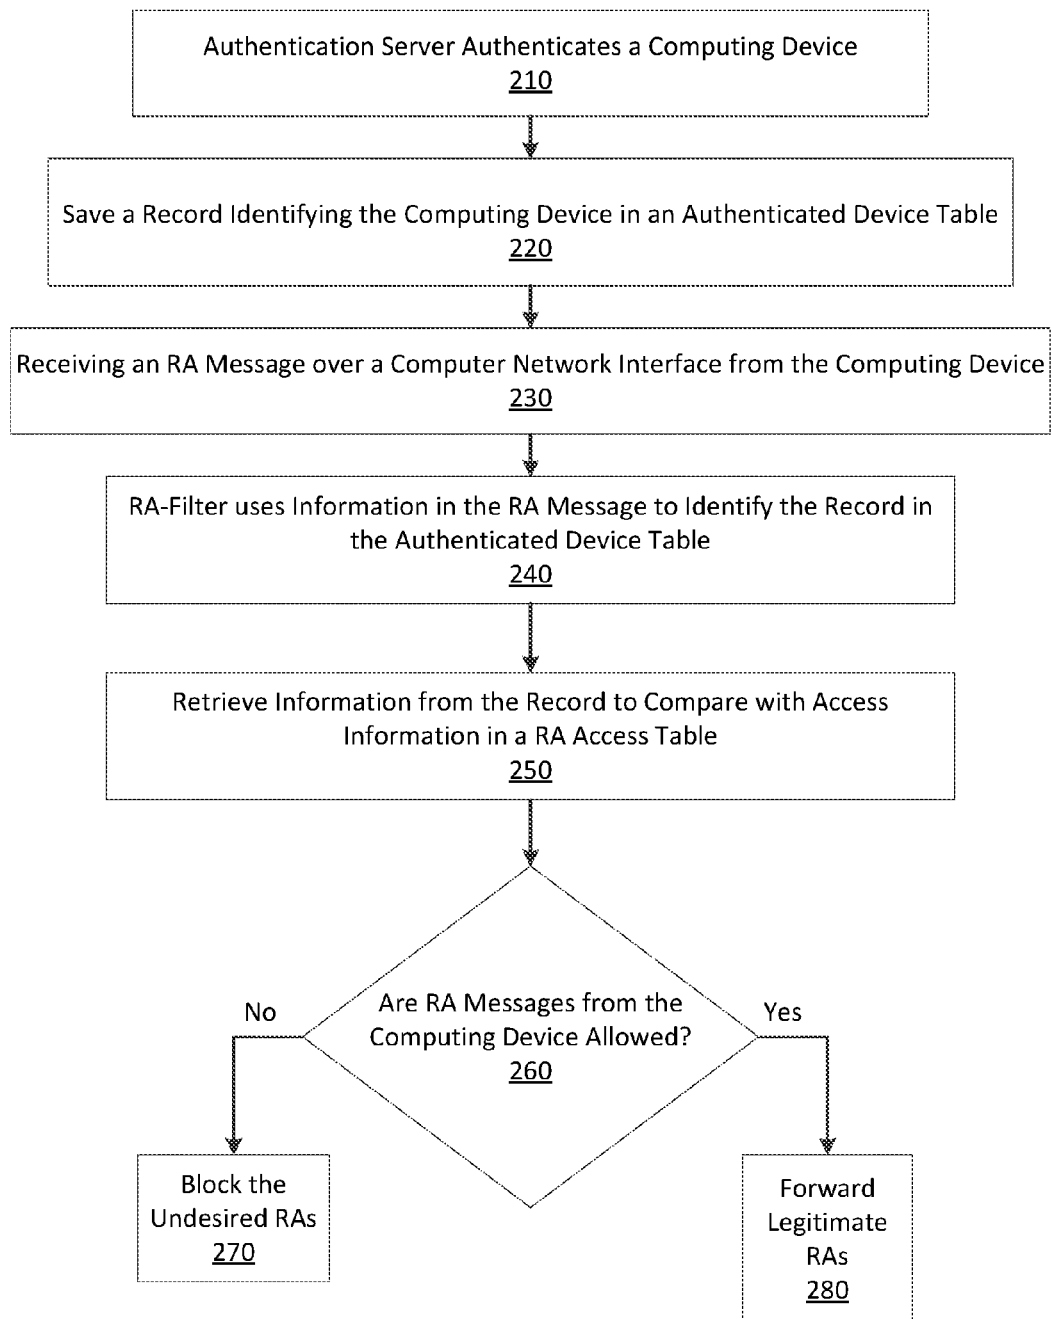 Authentication Server Authenticates a Computing Device
210
Save a Record Identifying the Computing Device in an Authenticated Device Table
220
Receiving an RA Message over a Computer Network Interface from the Computing Device
230
RA-Filter uses Information in the RA Message to Identify the Record in
the Authenticated Device Table
240
Retrieve Information from the Record to Compare with Access
Information in a RA Access Table
250
Are RA Messages from the
Computing Device Allowed?
260
No
Yes
Block the
Undesired RAs
270
Forward
Legitimate
RAs
280